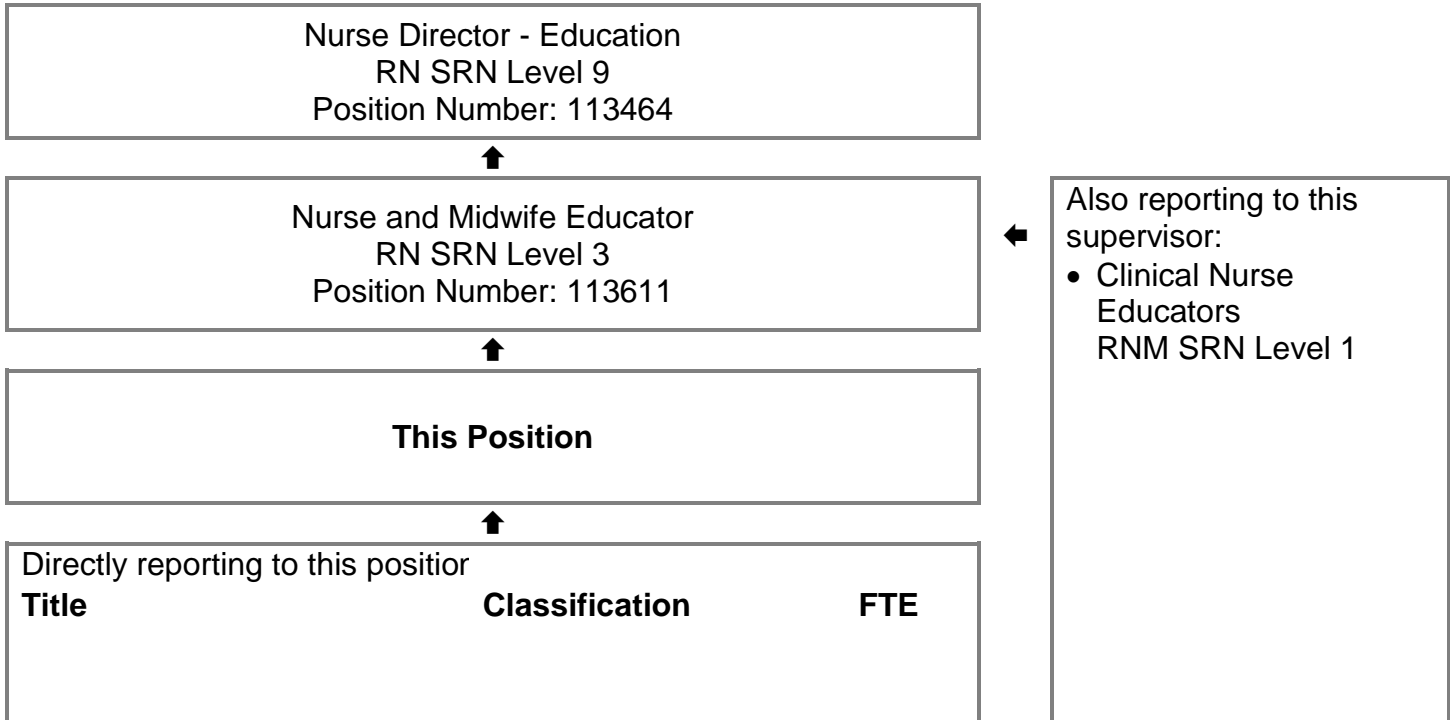 Nurse Director - Education
RN SRN Level 9
Position Number: 113464
Nurse and Midwife Educator
RN SRN Level 3
Position Number: 113611
Also reporting to this
supervisor:
• Clinical Nurse
Educators
RNM SRN Level 1
This Position
Directly reporting to this position
Title Classification FTE